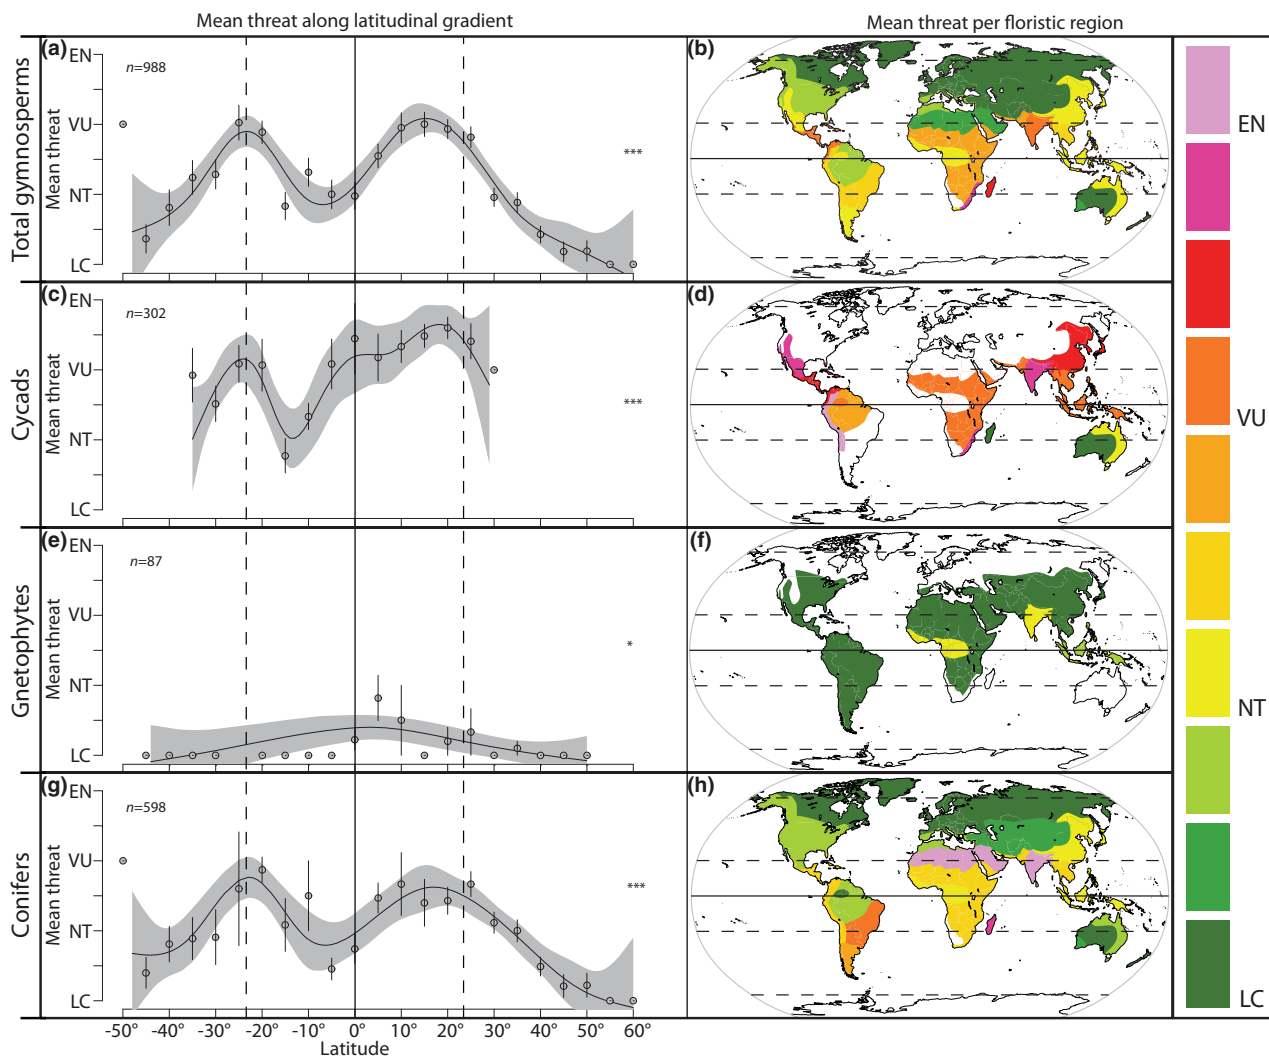 Mean threat along latitudinal gradient
Mean threat per floristic region
Total gymnosperms
(a)
n=988
Mean threat
EN
VU
NT
LC
***
(b)
Cycads
(c)
n=302
Mean threat
EN
VU
NT
LC
***
(d)
Gnetophytes
(e)
n=87
Mean threat
EN
VU
NT
LC
*
(f)
Conifers
(g)
n=598
Mean threat
EN
VU
NT
LC
***
(h)
-50° -40° -30° -20° -10° 0° 10° 20° 30° 40° 50° 60°
Latitude
EN
VU
NT
LC